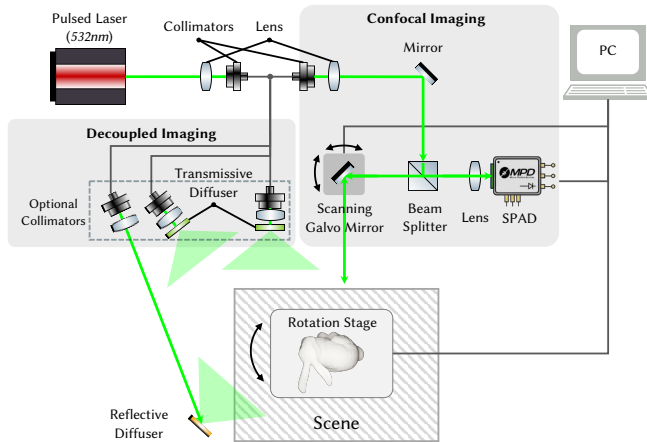 Pulsed Laser
(532nm)
Collimators
Lens
Confocal Imaging
Mirror
PC
Decoupled Imaging
Transmissive
Diffuser
Optional
Collimators
Scanning
Galvo Mirror
Beam
Splitter
Lens
MPD
SPAD
Rotation Stage
Scene
Reflective
Diffuser